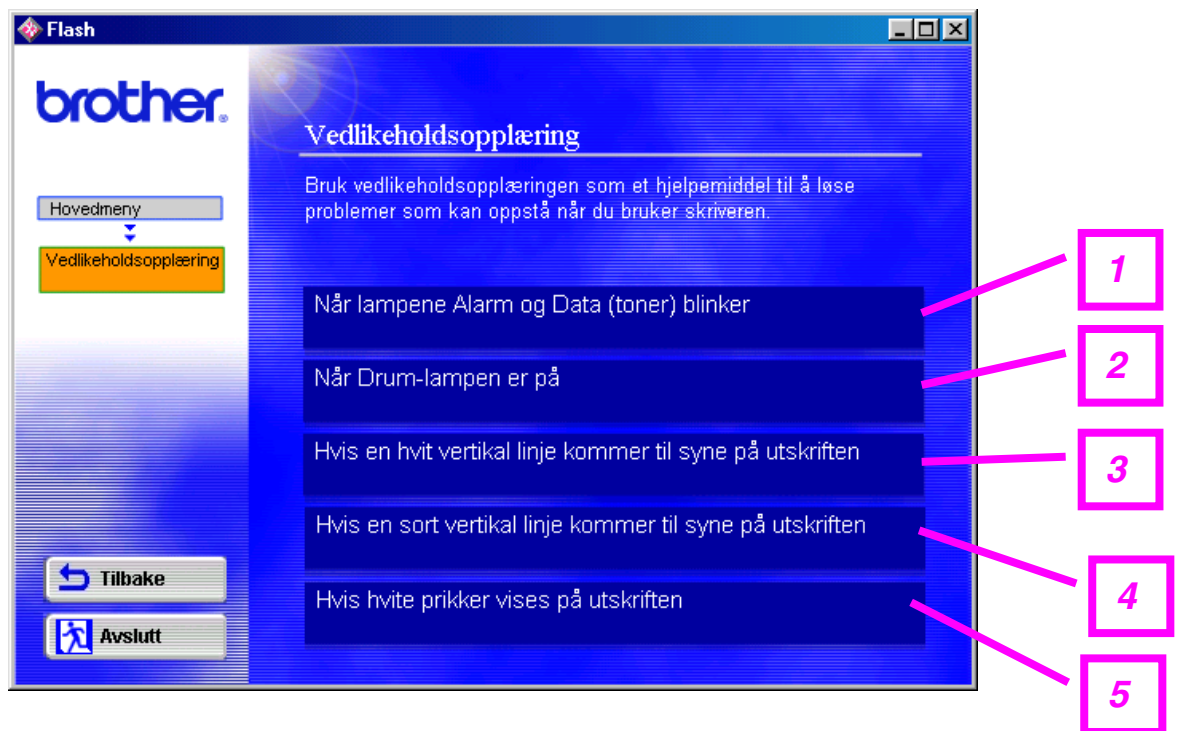 Flash
brother®
Vedlikeholdsopplæring
Bruk vedlikeholdsopplæringen som et hjelpemiddel til å løse
problemer som kan oppstå når du bruker skriveren.
Hovedmeny
Vedlikeholdsopplæring
Når lampene Alarm og Data (toner) blinker
1
Når Drum-lampen er på
2
Hvis en hvit vertikal linje kommer til syne på utskriften
3
Hvis en sort vertikal linje kommer til syne på utskriften
4
Hvis hvite prikker vises på utskriften
5
Tilbake
Avslutt